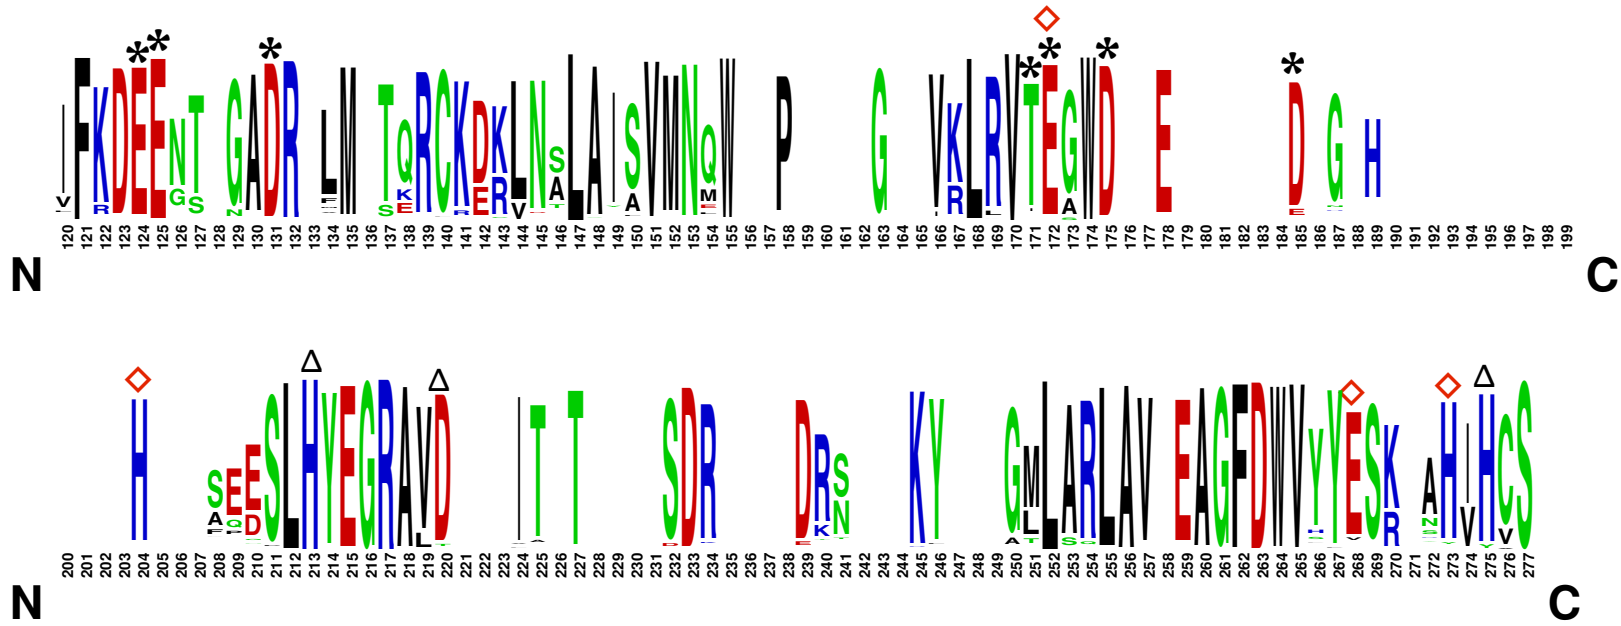 ◇
* * * * * * *
I F K D E E N T G A D R L M T Q R C K D K L N S L A I S V M N Q W P G V K L R V T E G W D E D G H
V R G S N S K E R E R V A A M R A E
120 121 122 123 124 125 126 127 128 129 130 131 132 133 134 135 136 137 138 139 140 141 142 143 144 145 146 147 148 149 150 151 152 153 154 155 156 157 158 159 160 161 162 163 164 165 166 167 168 169 170 171 172 173 174 175 176 177 178 179 180 181 182 183 184 185 186 187 188 189 190 191 192 193 194 195 196 197 198 199
N C
◇ Δ Δ ◇ ◇ Δ
H S E E S L H Y E G R A V D I T T S D R D R S K Y G M L A R L A V E A G F D W V Y Y E S K A H I H C S
A Q D L K N L R N V V
200 201 202 203 204 205 206 207 208 209 210 211 212 213 214 215 216 217 218 219 220 221 222 223 224 225 226 227 228 229 230 231 232 233 234 235 236 237 238 239 240 241 242 243 244 245 246 247 248 249 250 251 252 253 254 255 256 257 258 259 260 261 262 263 264 265 266 267 268 269 270 271 272 273 274 275 276 277
N C